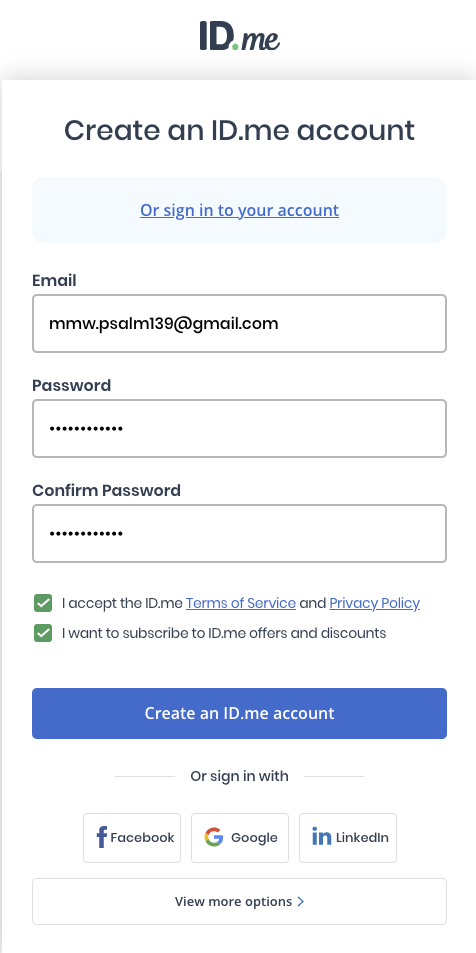 ID.me
Create an ID.me account
Or sign in to your account
Email
mmw.psalm139@gmail.com
Password
••••••••••••
Confirm Password
••••••••••••
I accept the ID.me Terms of Service and Privacy Policy
I want to subscribe to ID.me offers and discounts
Create an ID.me account
Or sign in with
Facebook Google LinkedIn
View more options